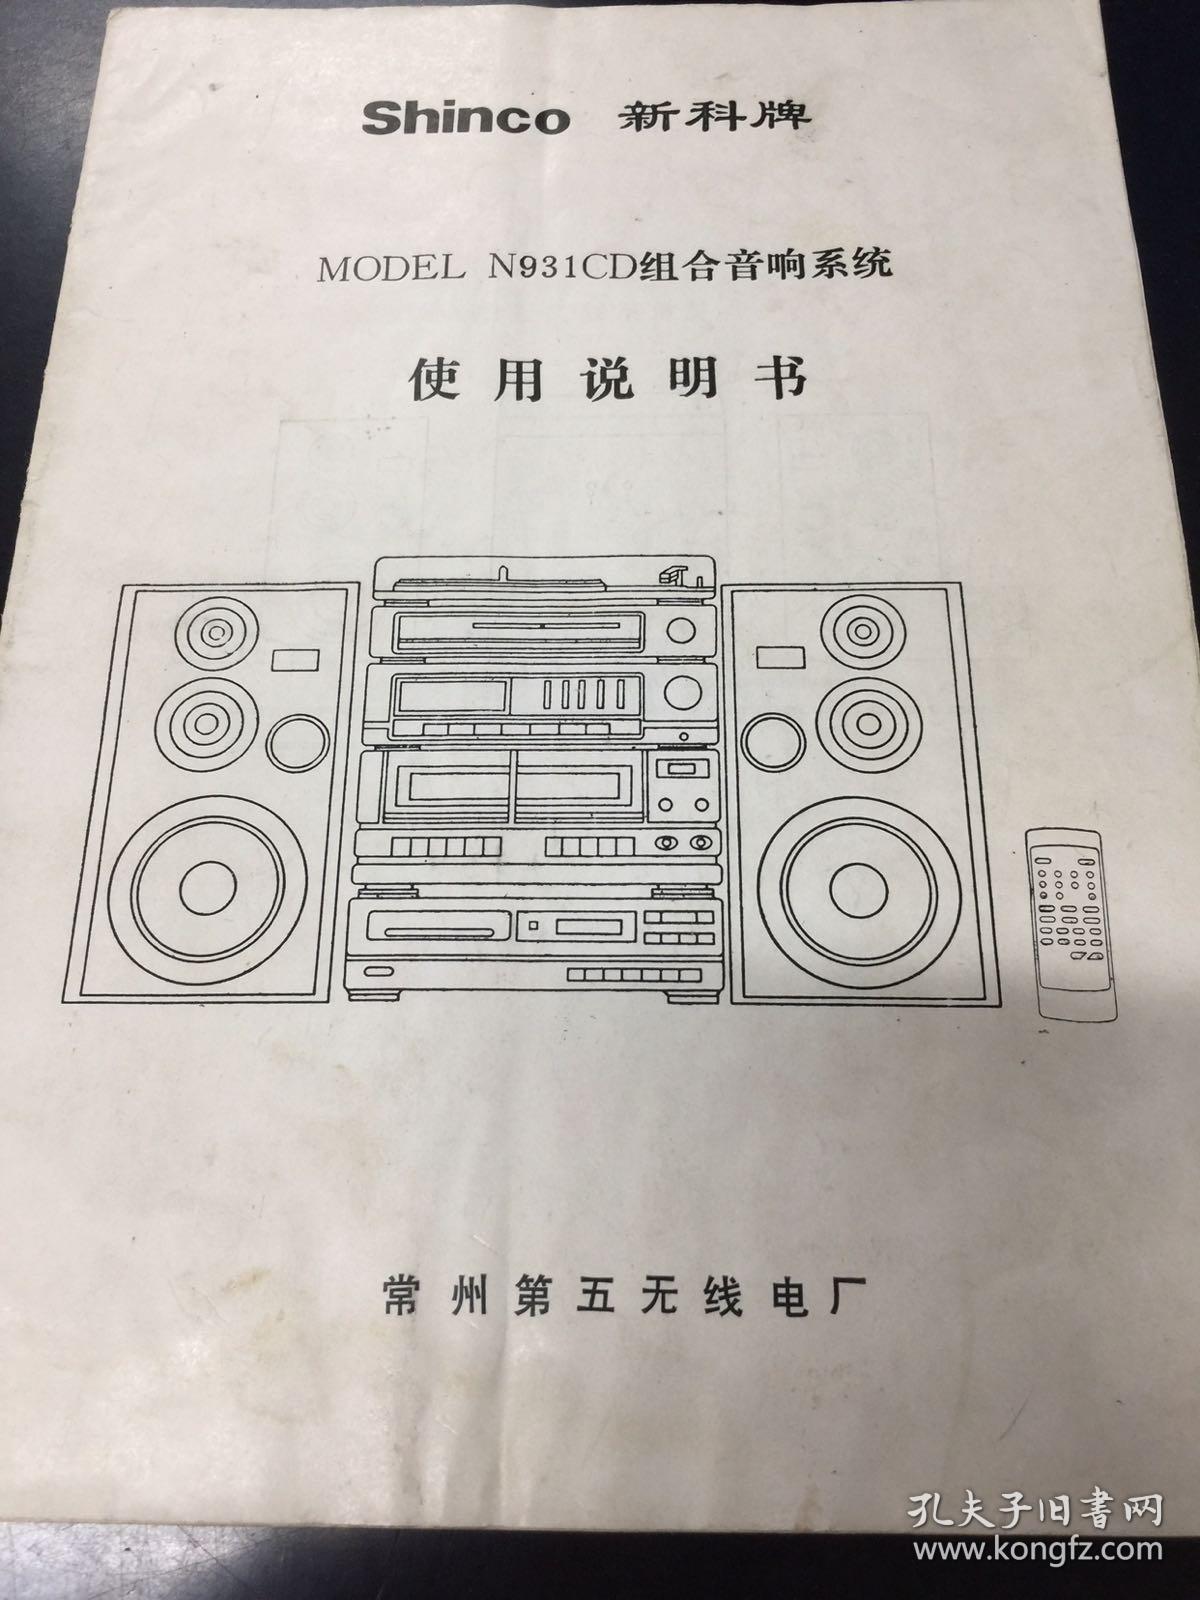 Shinco 新科牌
MODEL N931CD组合音响系统
使用说明书
常州第五无线电厂
孔夫子旧書网
www.kongfz.com